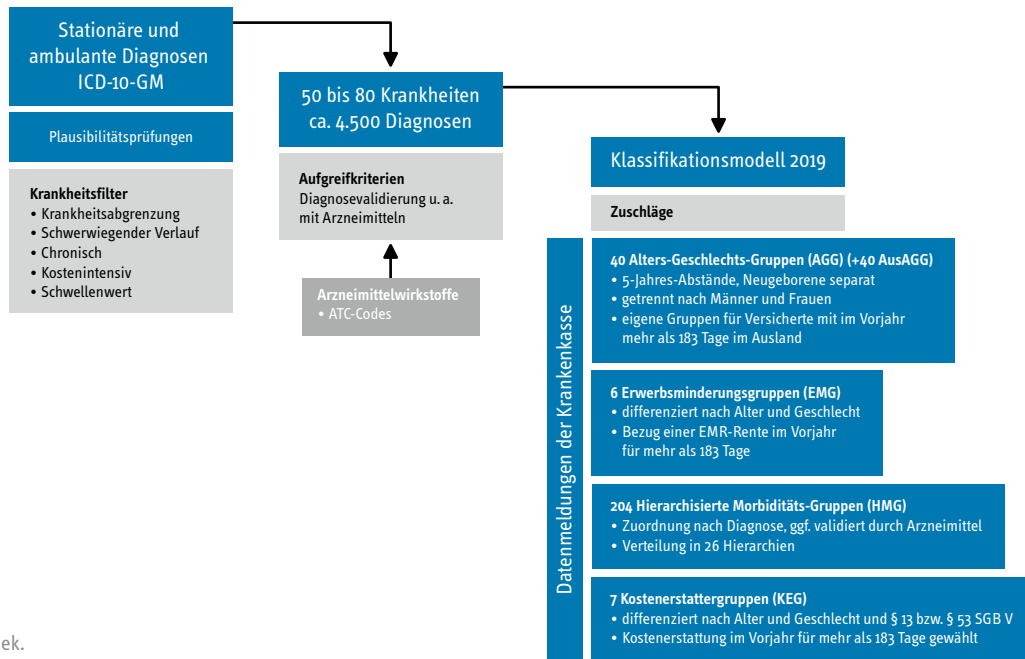 Stationäre und
ambulante Diagnosen
ICD-10-GM
Plausibilitätsprüfungen
Krankheitsfilter
• Krankheitsabgrenzung
• Schwerwiegender Verlauf
• Chronisch
• Kostenintensiv
• Schwellenwert
50 bis 80 Krankheiten
ca. 4.500 Diagnosen
Aufgreifkriterien
Diagnosevalidierung u. a.
mit Arzneimitteln
Arzneimittelwirkstoffe
• ATC-Codes
Klassifikationsmodell 2019
Zuschläge
Datenmeldungen der Krankenkasse
40 Alters-Geschlechts-Gruppen (AGG) (+40 AusAGG)
• 5-Jahres-Abstände, Neugeborene separat
• getrennt nach Männer und Frauen
• eigene Gruppen für Versicherte mit im Vorjahr
mehr als 183 Tage im Ausland
6 Erwerbsminderungsgruppen (EMG)
• differenziert nach Alter und Geschlecht
• Bezug einer EMR-Rente im Vorjahr
für mehr als 183 Tage
204 Hierarchisierte Morbiditäts-Gruppen (HMG)
• Zuordnung nach Diagnose, ggf. validiert durch Arzneimittel
• Verteilung in 26 Hierarchien
7 Kostenerstattergruppen (KEG)
• differenziert nach Alter und Geschlecht und § 13 bzw. § 53 SGB V
• Kostenerstattung im Vorjahr für mehr als 183 Tage gewählt
ek.